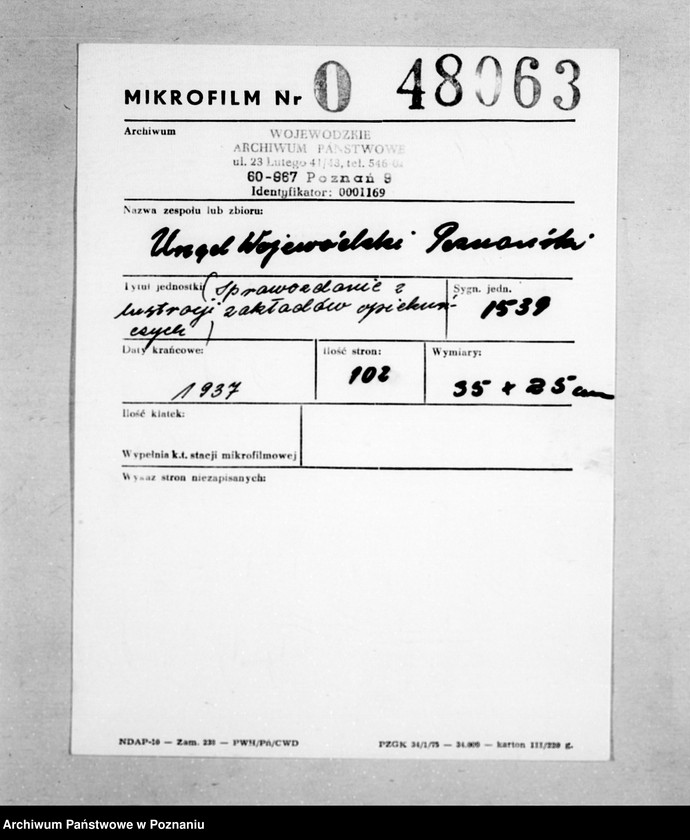 MIKROFILM Nr 0 48063
Archiwum
WOJEWODZKIE
ARCHIWUM PAŃSTWOWE
ul. 23 Lutego 41/43, tel. 546-02
60-967 Poznań 9
Identyfikator: 0001169
Nazwa zespołu lub zbioru:
Urząd Wojewódzki Poznański
Tytuł jednostki (Sprawozdanie z
lustracji zakładów opiekuń-
czych)
Sygn. jedn.
1539
Daty krańcowe:
1937
Ilość stron:
102
Wymiary:
35 x 25 cm
Ilość klatek:
Wypełnia k.t. stacji mikrofilmowej
Wykaz stron niezapisanych:
NDAP-10 — Zam. 238 — PWH/Pń/CWD
PZGK 34/1/75 — 34.000 — karton III/220 g.
Archiwum Państwowe w Poznaniu